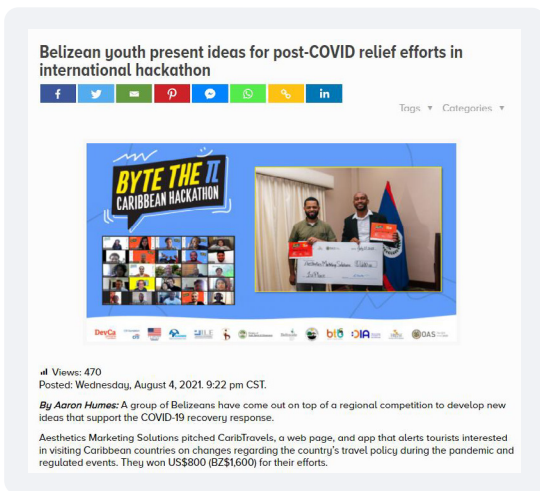 Belizean youth present ideas for post-COVID relief efforts in
international hackathon
Tags ▼ Categories ▼
BYTE THE π
CARIBBEAN HACKATHON
DevCa
OAS
Views: 470
Posted: Wednesday, August 4, 2021. 9:22 pm CST.
By Aaron Humes: A group of Belizeans have come out on top of a regional competition to develop new
ideas that support the COVID-19 recovery response.
Aesthetics Marketing Solutions pitched CaribTravels, a web page, and app that alerts tourists interested
in visiting Caribbean countries on changes regarding the country's travel policy during the pandemic and
regulated events. They won US$800 (BZ$1,600) for their efforts.